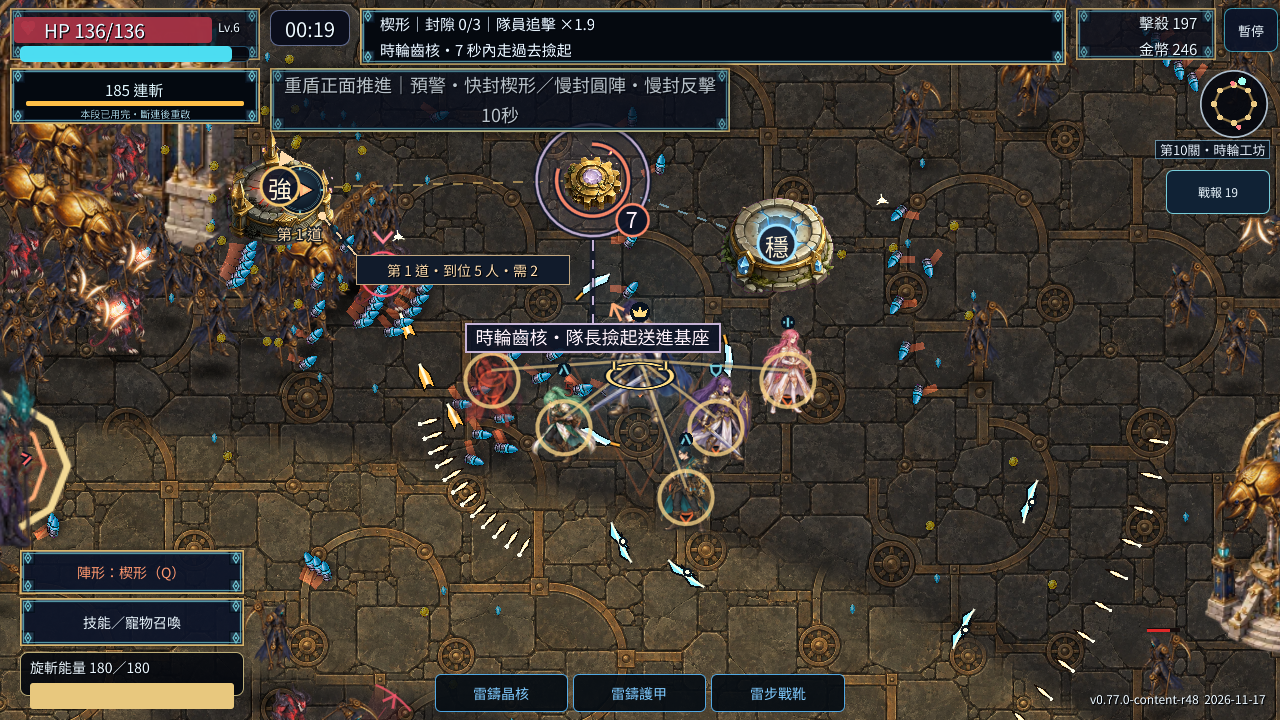 HP 136/136
Lv.6
00:19
楔形｜封隙 0/3｜隊員追擊 ×1.9
時輪齒核・7 秒內走過去撿起
擊殺 197
金幣 246
暫停
185 連斬
本段已用完・斷連後重啟
重盾正面推進｜預警・快封楔形／慢封圓陣・慢封反擊
10秒
第10關・時輪工坊
戰報 19
強
第 1 道
7
穩
第 1 道・到位 5 人・需 2
時輪齒核・隊長撿起送進基座
陣形：楔形（Q）
技能／寵物召喚
旋斬能量 180／180
雷鑄晶核
雷鑄護甲
雷步戰靴
v0.77.0-content-r48 2026-11-17